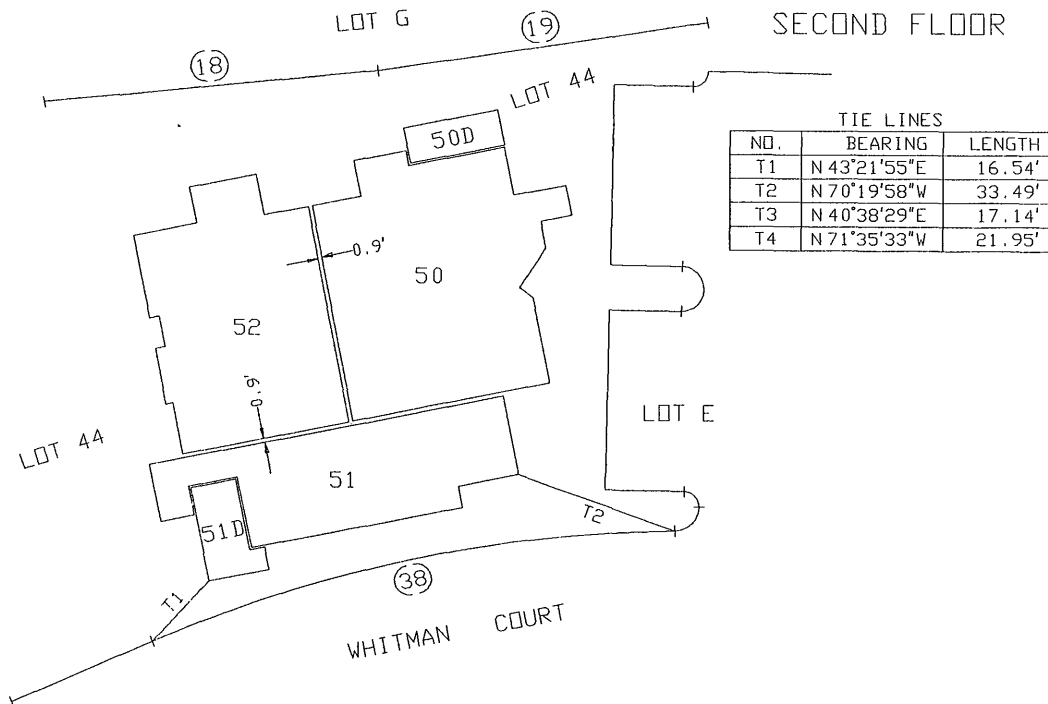 LOT G
SECOND FLOOR
18
19
LOT 44
50D
TIE LINES
NO. BEARING LENGTH
T1 N 43°21'55"E 16.54'
T2 N 70°19'58"W 33.49'
T3 N 40°38'29"E 17.14'
T4 N 71°35'33"W 21.95'
0.9'
50
52
0.9'
LOT E
LOT 44
51
51D
T2
T1
38
WHITMAN COURT